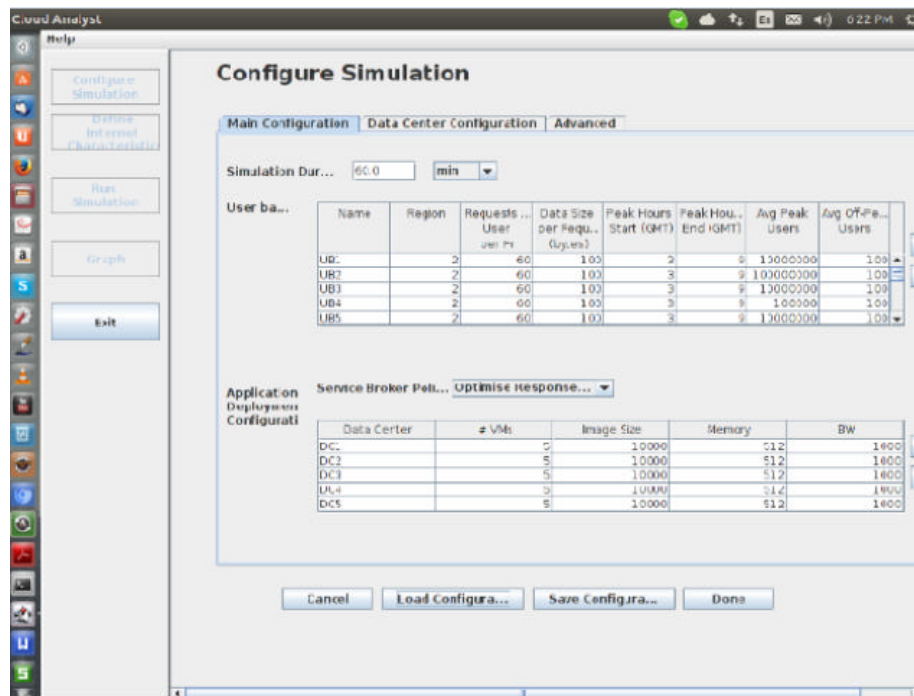 Cloud Analyst
Es 6:22 PM
Help
Configure Simulation
Configure Simulation
Define Internet Characteristic
Run Simulation
Graph
Exit
Main Configuration Data Center Configuration Advanced
Simulation Dur... 60.0 min
User ba...
Name Region Requests ... User per Hr Data Size per Requ... (bytes) Peak Hours Start (GMT) Peak Hou... End (GMT) Avg Peak Users Avg Off-Pe... Users
UB1 2 60 100 3 9 10000000 100
UB2 2 60 100 3 9 100000000 100
UB3 2 60 100 3 9 10000000 100
UB4 2 60 100 3 9 100000 100
UB5 2 60 100 3 9 10000000 100
Application Deployment Configurati
Service Broker Poli... Optimise Response...
Data Center # VMs Image Size Memory BW
DC1 5 10000 512 1000
DC2 5 10000 512 1000
DC3 5 10000 512 1000
DC4 5 10000 512 1000
DC5 5 10000 512 1000
Cancel Load Configura... Save Configura... Done